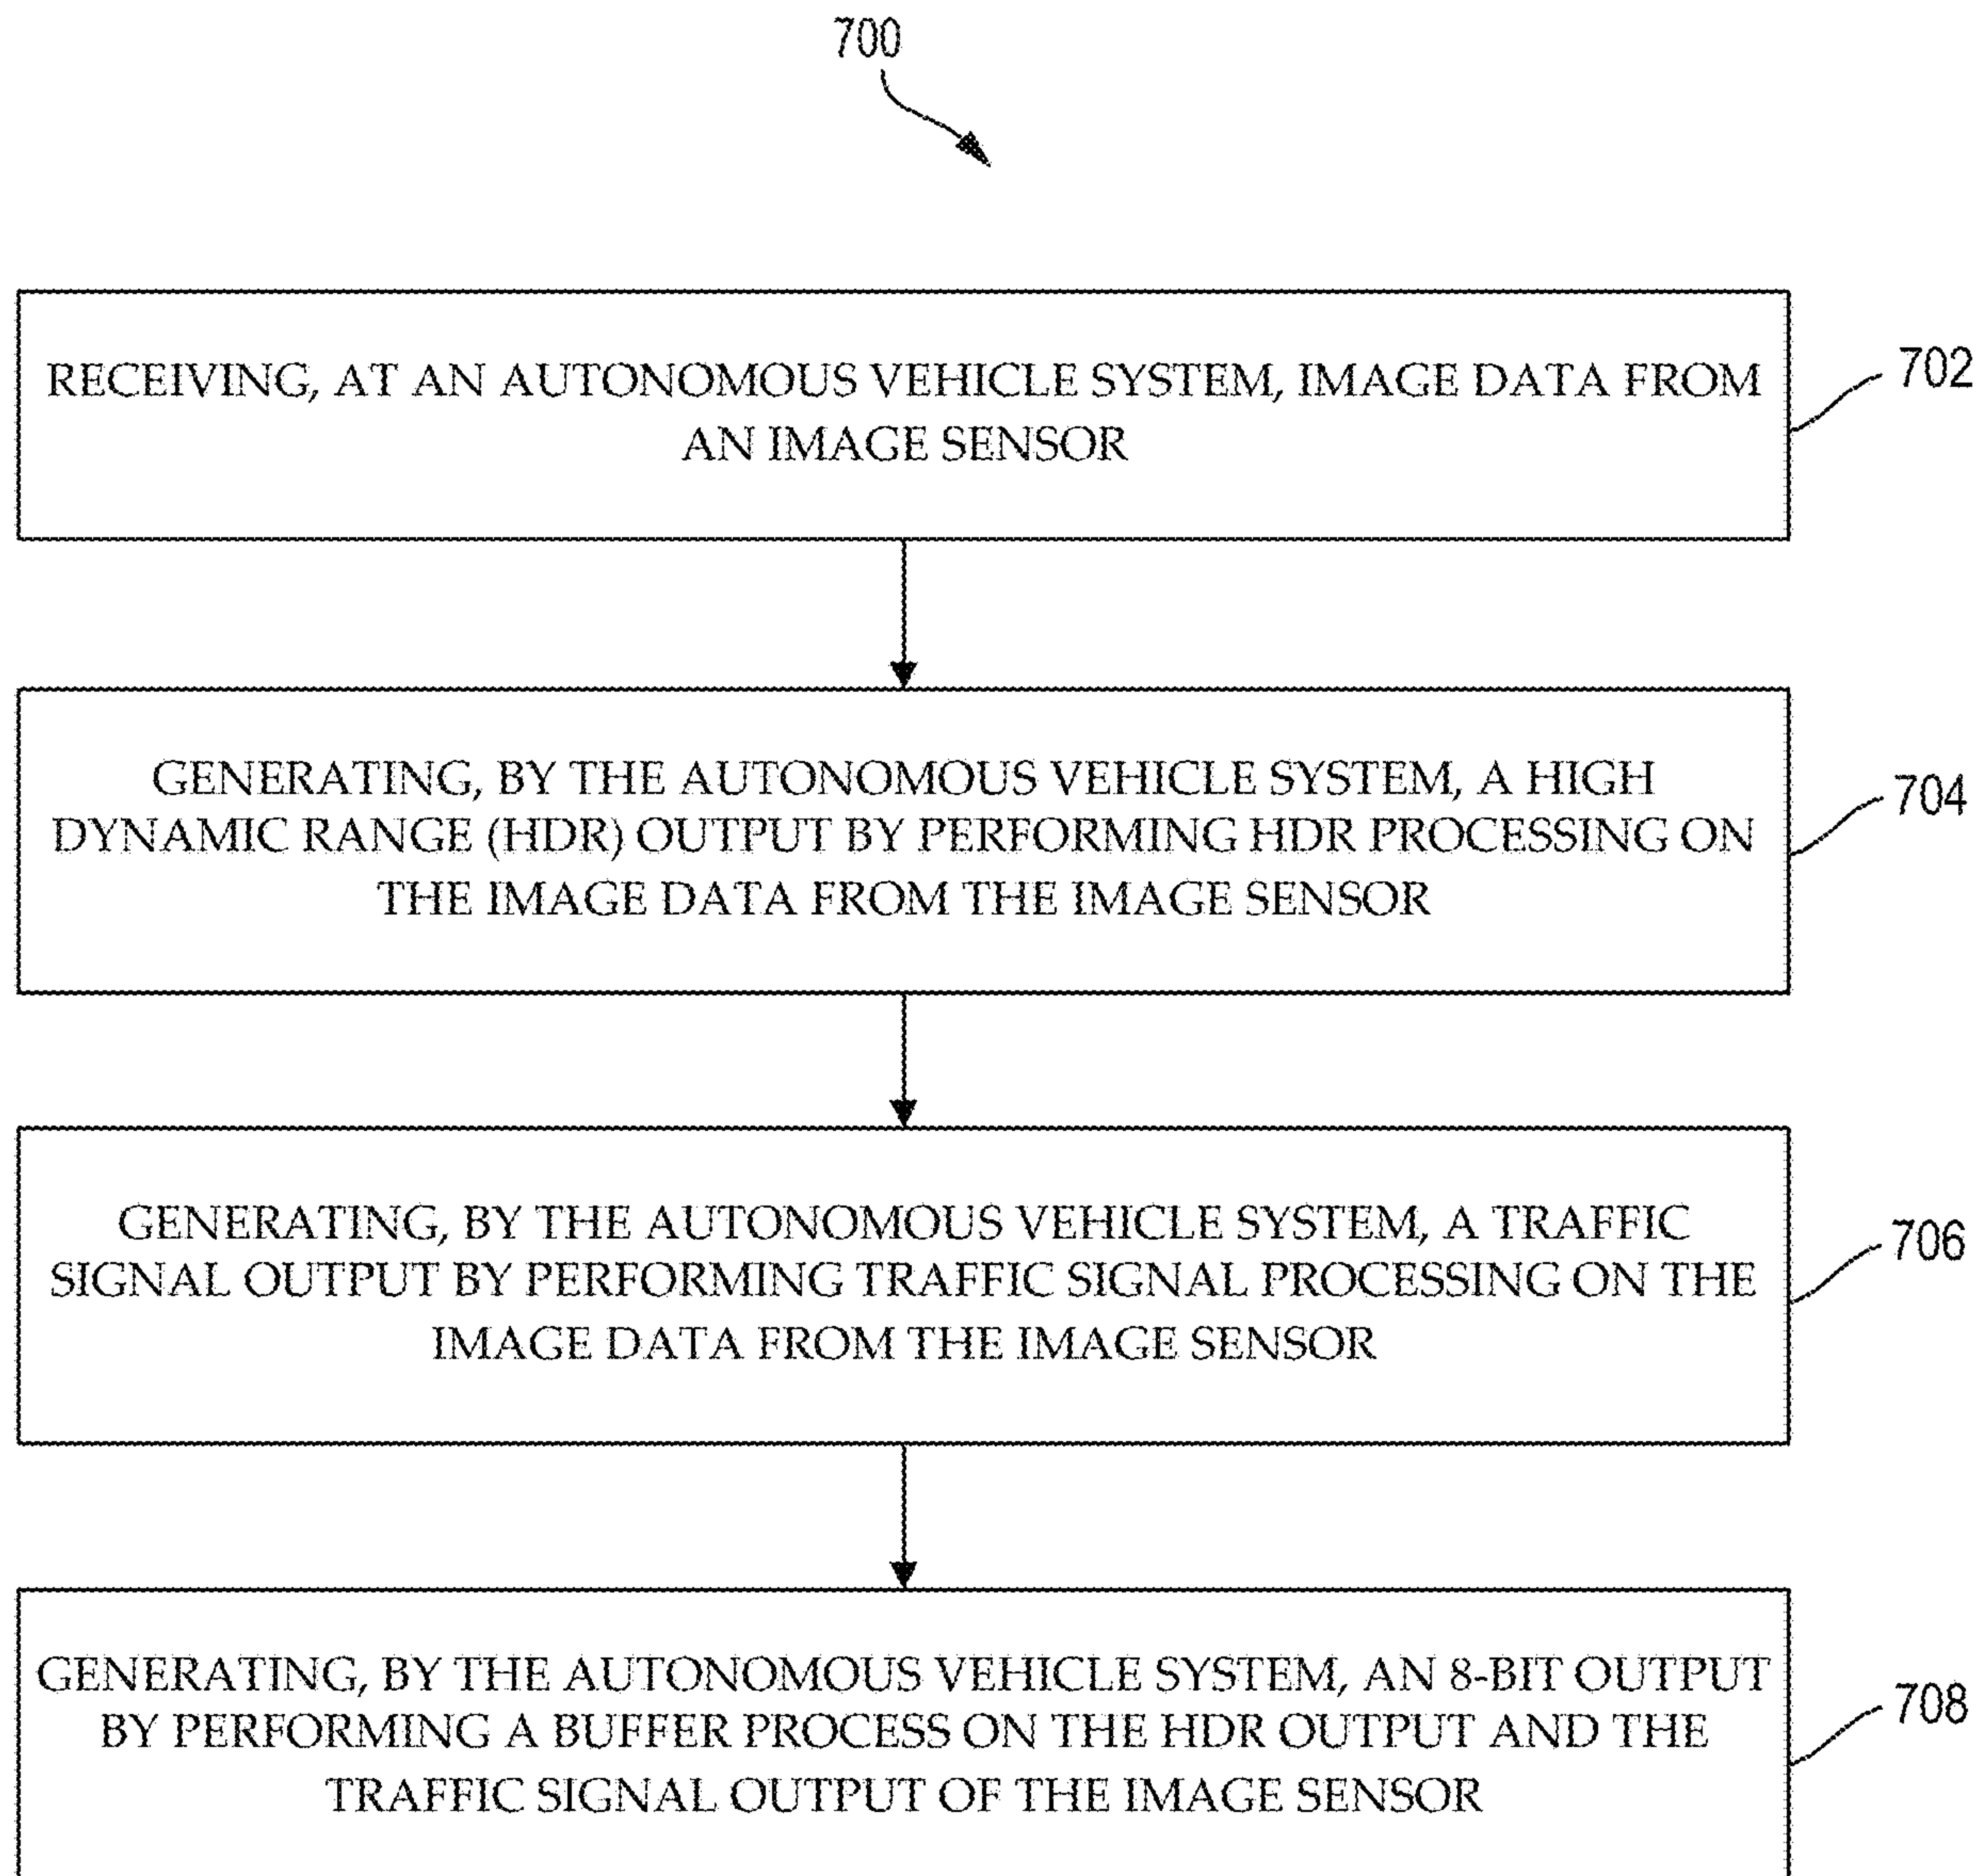 700
RECEIVING, AT AN AUTONOMOUS VEHICLE SYSTEM, IMAGE DATA FROM
AN IMAGE SENSOR
702
GENERATING, BY THE AUTONOMOUS VEHICLE SYSTEM, A HIGH
DYNAMIC RANGE (HDR) OUTPUT BY PERFORMING HDR PROCESSING ON
THE IMAGE DATA FROM THE IMAGE SENSOR
704
GENERATING, BY THE AUTONOMOUS VEHICLE SYSTEM, A TRAFFIC
SIGNAL OUTPUT BY PERFORMING TRAFFIC SIGNAL PROCESSING ON THE
IMAGE DATA FROM THE IMAGE SENSOR
706
GENERATING, BY THE AUTONOMOUS VEHICLE SYSTEM, AN 8-BIT OUTPUT
BY PERFORMING A BUFFER PROCESS ON THE HDR OUTPUT AND THE
TRAFFIC SIGNAL OUTPUT OF THE IMAGE SENSOR
708